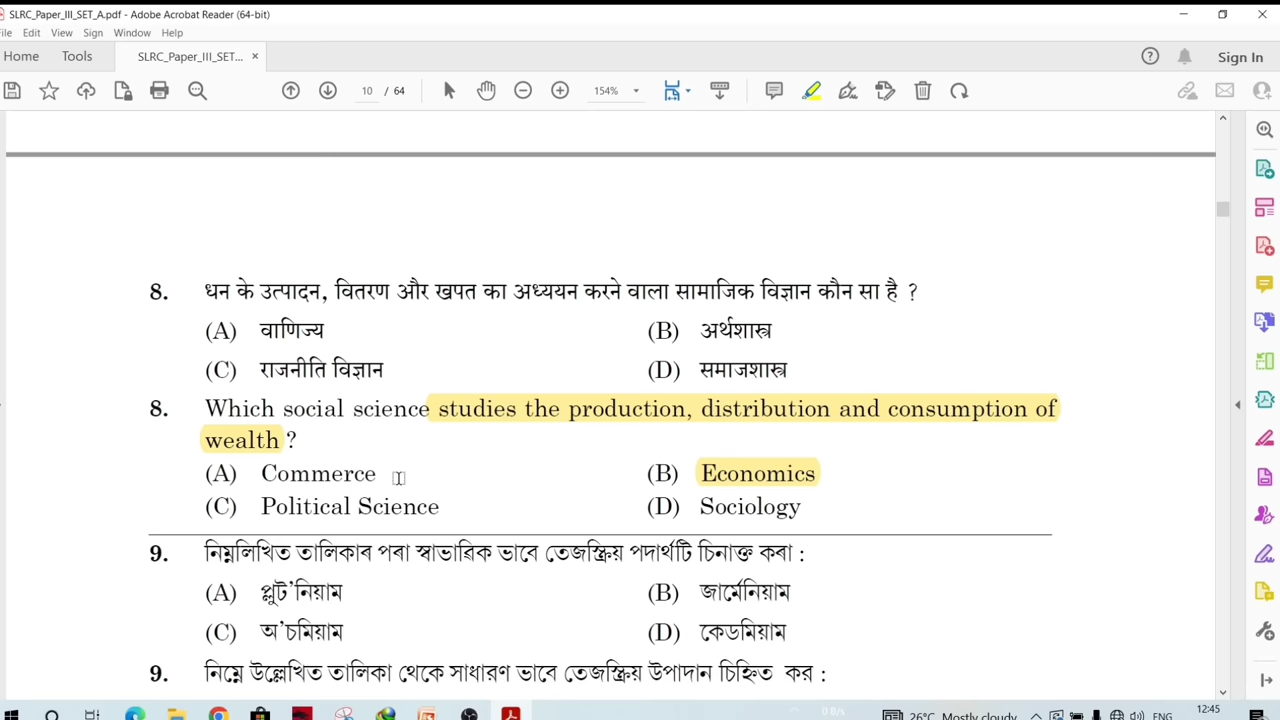 SLRC_Paper_III_SET_A.pdf - Adobe Acrobat Reader (64-bit)
File Edit View Sign Window Help
Home Tools SLRC_Paper_III_SET... × Sign In
10 / 64 154%
8. धन के उत्पादन, वितरण और खपत का अध्ययन करने वाला सामाजिक विज्ञान कौन सा है ?
(A) वाणिज्य (B) अर्थशास्त्र
(C) राजनीति विज्ञान (D) समाजशास्त्र
8. Which social science studies the production, distribution and consumption of
wealth ?
(A) Commerce (B) Economics
(C) Political Science (D) Sociology
9. নিম্নলিখিত তালিকাৰ পৰা স্বাভাৱিক ভাবে তেজস্ক্ৰিয় পদাৰ্থটি চিনাক্ত কৰা :
(A) প্লুট'নিয়াম (B) জাৰ্মেনিয়াম
(C) অ'চমিয়াম (D) কেডমিয়াম
9. নিম্নে উল্লেখিত তালিকা থেকে সাধারণ ভাবে তেজস্ক্রিয় উপাদান চিহ্নিত কর :
0 B/s 26°C Mostly cloudy ENG 12:45